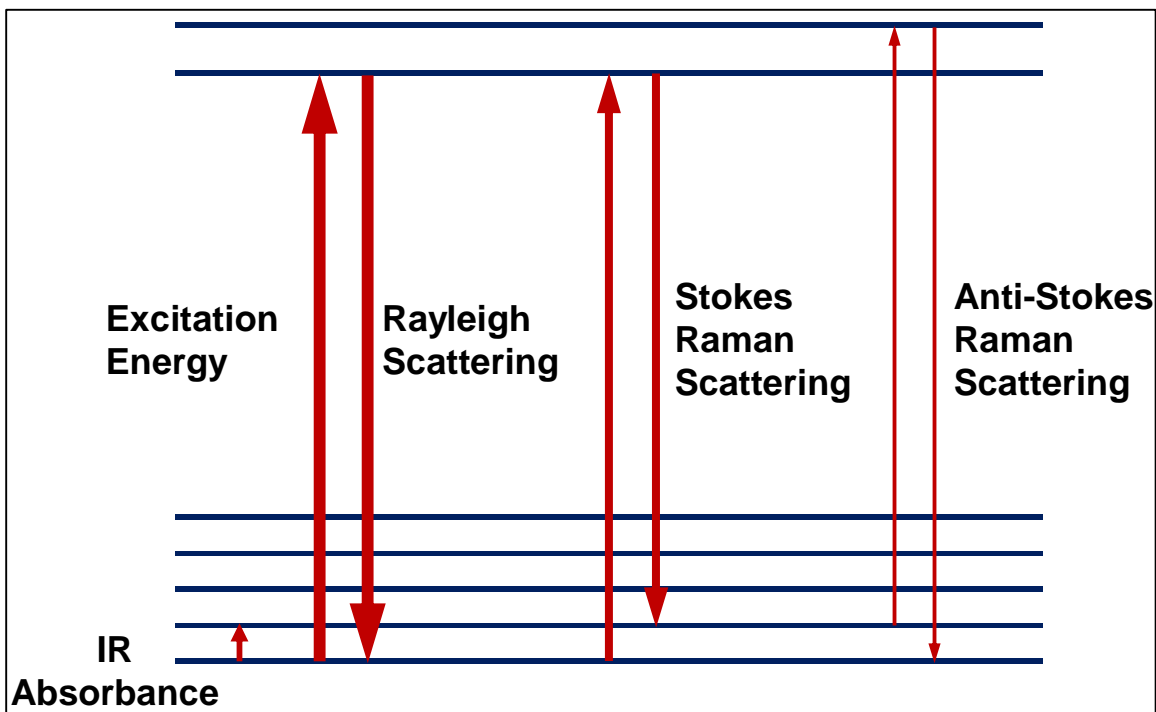 Excitation
Energy
Rayleigh
Scattering
Stokes
Raman
Scattering
Anti-Stokes
Raman
Scattering
IR
Absorbance